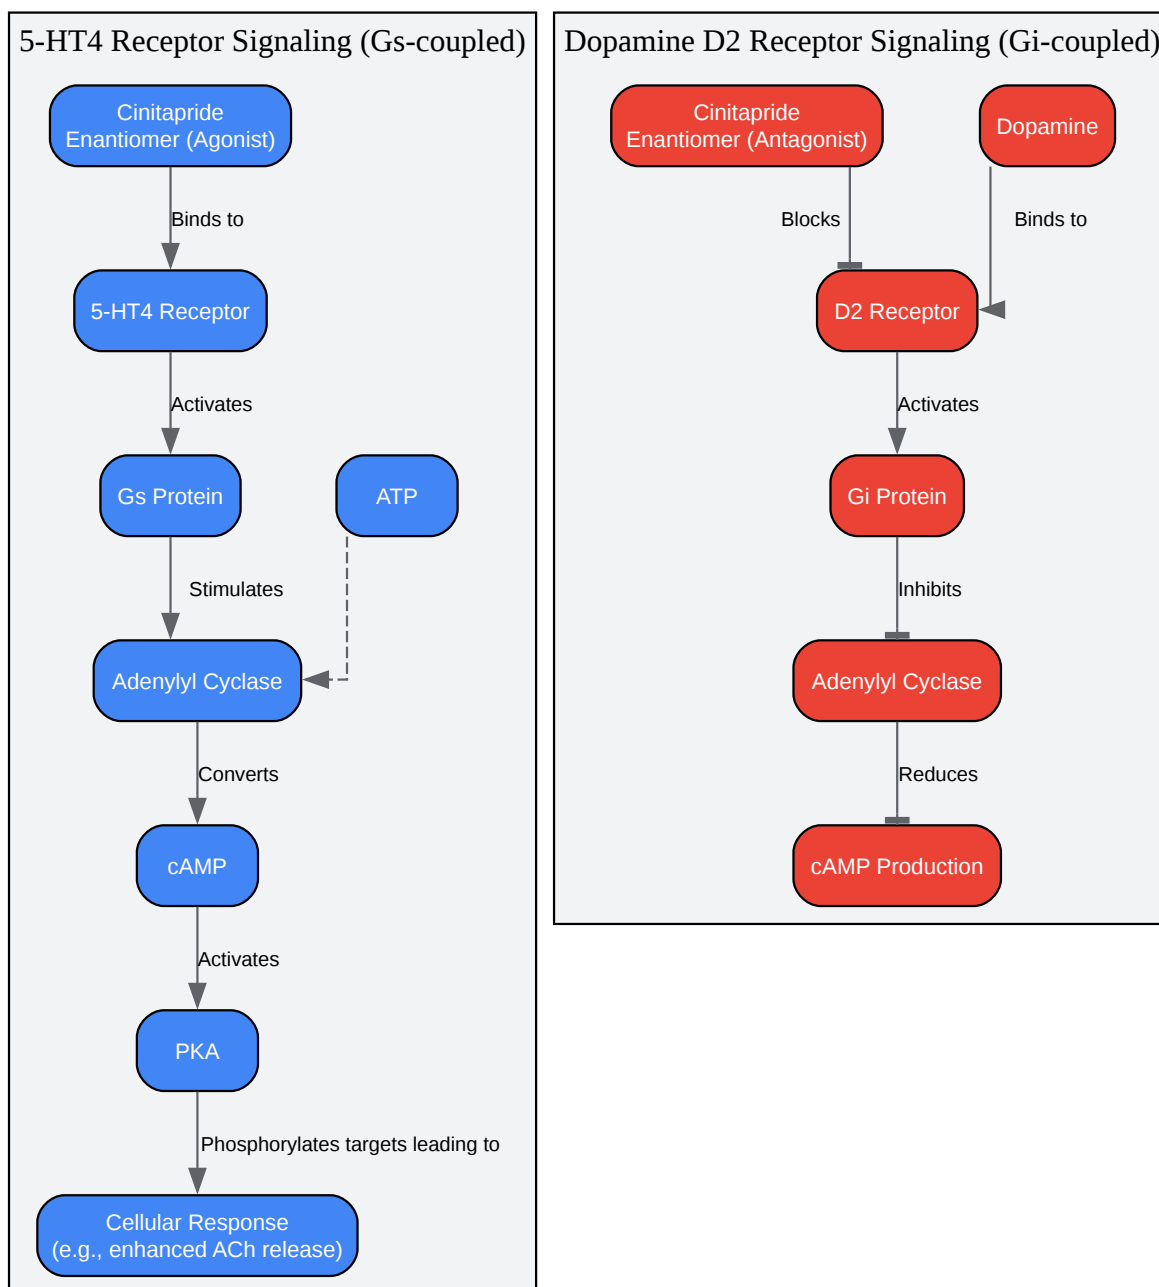 5-HT4 Receptor Signaling (Gs-coupled)
Cinitapride
Enantiomer (Agonist)
Binds to
5-HT4 Receptor
Activates
Gs Protein
ATP
Stimulates
Adenylyl Cyclase
Converts
cAMP
Activates
PKA
Phosphorylates targets leading to
Cellular Response
(e.g., enhanced ACh release)
Dopamine D2 Receptor Signaling (Gi-coupled)
Cinitapride
Enantiomer (Antagonist)
Dopamine
Blocks
Binds to
D2 Receptor
Activates
Gi Protein
Inhibits
Adenylyl Cyclase
Reduces
cAMP Production